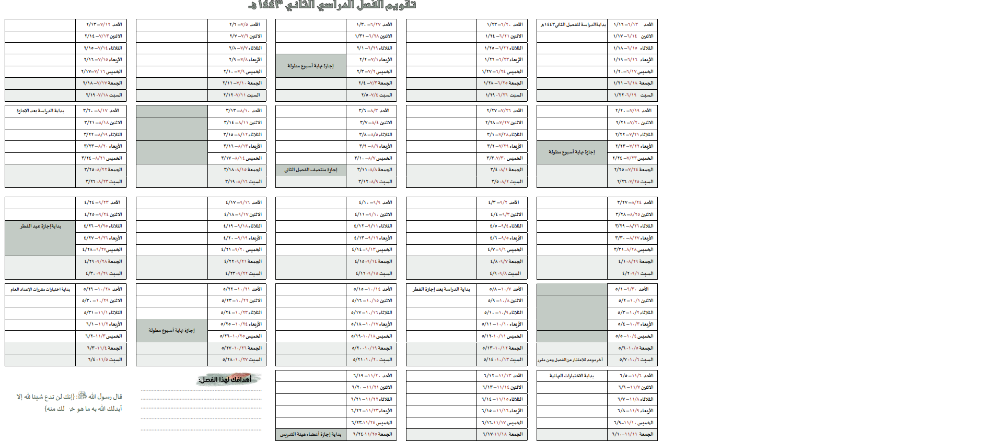 تقويم الفصل الدراسي الثاني ١٤٤٣هـ
الأحد ٦/١٣ – ١/١٦ بداية الدراسة للفصل الثاني ١٤٤٣هـ
الاثنين ٦/١٤ – ١/١٧
الثلاثاء ٦/١٥ – ١/١٨
الأربعاء ٦/١٦ – ١/١٩
الخميس ٦/١٧–١/٢٠
الجمعة ٦/١٨ – ١/٢١
السبت ٦/١٩ -١/٢٢
الأحد ٦/٢٠ – ١/٢٣
الاثنين ٦/٢١ – ١/٢٤
الثلاثاء ٦/٢٢ – ١/٢٥
الأربعاء ٦/٢٣ – ١/٢٦
الخميس ٦/٢٤ – ١/٢٧
الجمعة ٦/٢٥ – ١/٢٨
السبت ٦/٢٦- ١/٢٩
الأحد ٦/٢٧ – ١/٣٠
الاثنين ٦/٢٨ – ١/٣١
الثلاثاء ٦/٢٩ – ٢/١
الأربعاء ٧/١ – ٢/٢
إجازة نهاية أسبوع مطولة
الخميس ٧/٢ – ٢/٣
الجمعة ٧/٣ – ٢/٤
السبت ٧/٤- ٢/٥
الأحد ٧/٥ – ٢/٦
الاثنين ٧/٦ – ٢/٧
الثلاثاء ٧/٧ – ٢/٨
الأربعاء ٧/٨ – ٢/٩
الخميس ٧/٩ – ٢/١٠
الجمعة ٧/١٠ – ٢/١١
السبت ٧/١١- ٢/١٢
الأحد ٧/١٢ – ٢/١٣
الاثنين ٧/١٣ – ٢/١٤
الثلاثاء ٧/١٤ – ٢/١٥
الأربعاء ٧/١٥ – ٢/١٦
الخميس ٧/١٦ –٢/١٧
الجمعة ٧/١٧ – ٢/١٨
السبت ٧/١٨- ٢/١٩
الأحد ٧/١٩ – ٢/٢٠
الاثنين ٧/٢٠ – ٢/٢١
الثلاثاء ٧/٢١ – ٢/٢٢
الأربعاء ٧/٢٢ – ٢/٢٣
إجازة نهاية أسبوع مطولة
الخميس ٧/٢٣ – ٢/٢٤
الجمعة ٧/٢٤ – ٢/٢٥
السبت ٧/٢٥- ٢/٢٦
الأحد ٧/٢٦ – ٢/٢٧
الاثنين ٧/٢٧ – ٢/٢٨
الثلاثاء ٧/٢٨ – ٣/١
الأربعاء ٧/٢٩ – ٣/٢
الخميس ٧/٣٠-٣/٣
الجمعة ٨/١- ٣/٤
السبت ٨/٢- ٣/٥
الأحد ٨/٣ – ٣/٦
الاثنين ٨/٤ – ٣/٧
الثلاثاء ٨/٥ – ٣/٨
الأربعاء ٨/٦ – ٣/٩
الخميس ٨/٧ – ٣/١٠
الجمعة ٨/٨ – ٣/١١ إجازة منتصف الفصل الثاني
السبت ٨/٩ - ٣/١٢
الأحد ٨/١٠ – ٣/١٣
الاثنين ٨/١١ – ٣/١٤
الثلاثاء ٨/١٢ – ٣/١٥
الأربعاء ٨/١٣ – ٣/١٦
الخميس ٨/١٤ – ٣/١٧
الجمعة ٨/١٥- ٣/١٨
السبت ٨/١٦- ٣/١٩
الأحد ٨/١٧ – ٣/٢٠ بداية الدراسة بعد الإجازة
الاثنين ٨/١٨ – ٣/٢١
الثلاثاء ٨/١٩ – ٣/٢٢
الأربعاء ٨/٢٠ – ٣/٢٣
الخميس ٨/٢١ – ٣/٢٤
الجمعة ٨/٢٢ - ٣/٢٥
السبت ٨/٢٣ - ٣/٢٦
الأحد ٨/٢٤ – ٣/٢٧
الاثنين ٨/٢٥ – ٣/٢٨
الثلاثاء ٨/٢٦ – ٣/٢٩
الأربعاء ٨/٢٧ – ٣/٣٠
الخميس ٨/٢٨-٣/٣١
الجمعة ٨/٢٩- ٤/١
السبت ٩/١- ٤/٢
الأحد ٩/٢ – ٤/٣
الاثنين ٩/٣ – ٤/٤
الثلاثاء ٩/٤ – ٤/٥
الأربعاء ٩/٥ – ٤/٦
الخميس ٩/٦ – ٤/٧
الجمعة ٩/٧- ٤/٨
السبت ٩/٨- ٤/٩
الأحد ٩/٩ – ٤/١٠
الاثنين ٩/١٠ – ٤/١١
الثلاثاء ٩/١١ – ٤/١٢
الأربعاء ٩/١٢ – ٤/١٣
الخميس ٩/١٣ – ٤/١٤
الجمعة ٩/١٤- ٤/١٥
السبت ٩/١٥- ٤/١٦
الأحد ٩/١٦ – ٤/١٧
الاثنين ٩/١٧ – ٤/١٨
الثلاثاء ٩/١٨ – ٤/١٩
الأربعاء ٩/١٩ – ٤/٢٠
الخميس ٩/٢٠ – ٤/٢١
الجمعة ٩/٢١- ٤/٢٢
السبت ٩/٢٢- ٤/٢٣
الأحد ٩/٢٣ – ٤/٢٤
الاثنين ٩/٢٤ – ٤/٢٥
الثلاثاء ٩/٢٥ – ٤/٢٦ بداية إجازة عيد الفطر
الأربعاء ٩/٢٦ – ٤/٢٧
الخميس ٩/٢٧– ٤/٢٨
الجمعة ٩/٢٨- ٤/٢٩
السبت ٩/٢٩- ٤/٣٠
الأحد ٩/٣٠ – ٥/١
الاثنين ١٠/١ – ٥/٢
الثلاثاء ١٠/٢ – ٥/٣
الأربعاء ١٠/٣ – ٥/٤
الخميس ١٠/٤ – ٥/٥
الجمعة ١٠/٥- ٥/٦
السبت ١٠/٦- ٥/٧ آخر موعد للاعتذار عن الفصل وعن مقرر
الأحد ١٠/٧ – ٥/٨ بداية الدراسة بعد إجازة الفطر
الاثنين ١٠/٨ – ٥/٩
الثلاثاء ١٠/٩ – ٥/١٠
الأربعاء ١٠/١٠ – ٥/١١
الخميس ١٠/١١-٥/١٢
الجمعة ١٠/١٢ - ٥/١٣
السبت ١٠/١٣- ٥/١٤
الأحد ١٠/١٤ – ٥/١٥
الاثنين ١٠/١٥ – ٥/١٦
الثلاثاء ١٠/١٦ – ٥/١٧
الأربعاء ١٠/١٧ – ٥/١٨
الخميس ١٠/١٨-٥/١٩
الجمعة ١٠/١٩ - ٥/٢٠
السبت ١٠/٢٠- ٥/٢١
الأحد ١٠/٢١ – ٥/٢٢
الاثنين ١٠/٢٢ – ٥/٢٣
الثلاثاء ١٠/٢٣ – ٥/٢٤
الأربعاء ١٠/٢٤ – ٥/٢٥
إجازة نهاية أسبوع مطولة
الخميس ١٠/٢٥–٥/٢٦
الجمعة ١٠/٢٦-٥/٢٧
السبت ١٠/٢٧- ٥/٢٨
الأحد ١٠/٢٨ – ٥/٢٩ بداية اختبارات مقررات الإعداد العام
الاثنين ١٠/٢٩ – ٥/٣٠
الثلاثاء ١١/١ – ٥/٣١
الأربعاء ١١/٢ – ٦/١
الخميس ١١/٣–٦/٢
الجمعة ١١/٤-٦/٣
السبت ١١/٥- ٦/٤
الأحد ١١/٦ – ٦/٥ بداية الاختبارات النهائية
الاثنين ١١/٧ – ٦/٦
الثلاثاء ١١/٨ – ٦/٧
الأربعاء ١١/٩ – ٦/٨
الخميس ١١/١٠–٦/٩
الجمعة ١١/١١–٦/١٠
الأحد ١١/١٣ – ٦/١٢
الاثنين ١١/١٤ – ٦/١٣
الثلاثاء ١١/١٥ – ٦/١٤
الأربعاء ١١/١٦ – ٦/١٥
الخميس ١١/١٧-٦/١٦
الجمعة ١١/١٨-٦/١٧
الأحد ١١/٢٠ – ٦/١٩
الاثنين ١١/٢١ – ٦/٢٠
الثلاثاء ١١/٢٢ – ٦/٢١
الأربعاء ١١/٢٣ – ٦/٢٢
الخميس ١١/٢٤-٦/٢٣
الجمعة ١١/٢٥-٦/٢٤ بداية إجازة أعضاء هيئة التدريس
أهدافك لهذا الفصل:
قال رسول الله ﷺ: {إنك لن تدع شيئا لله إلا
أبدلك الله به ما هو لك منه}